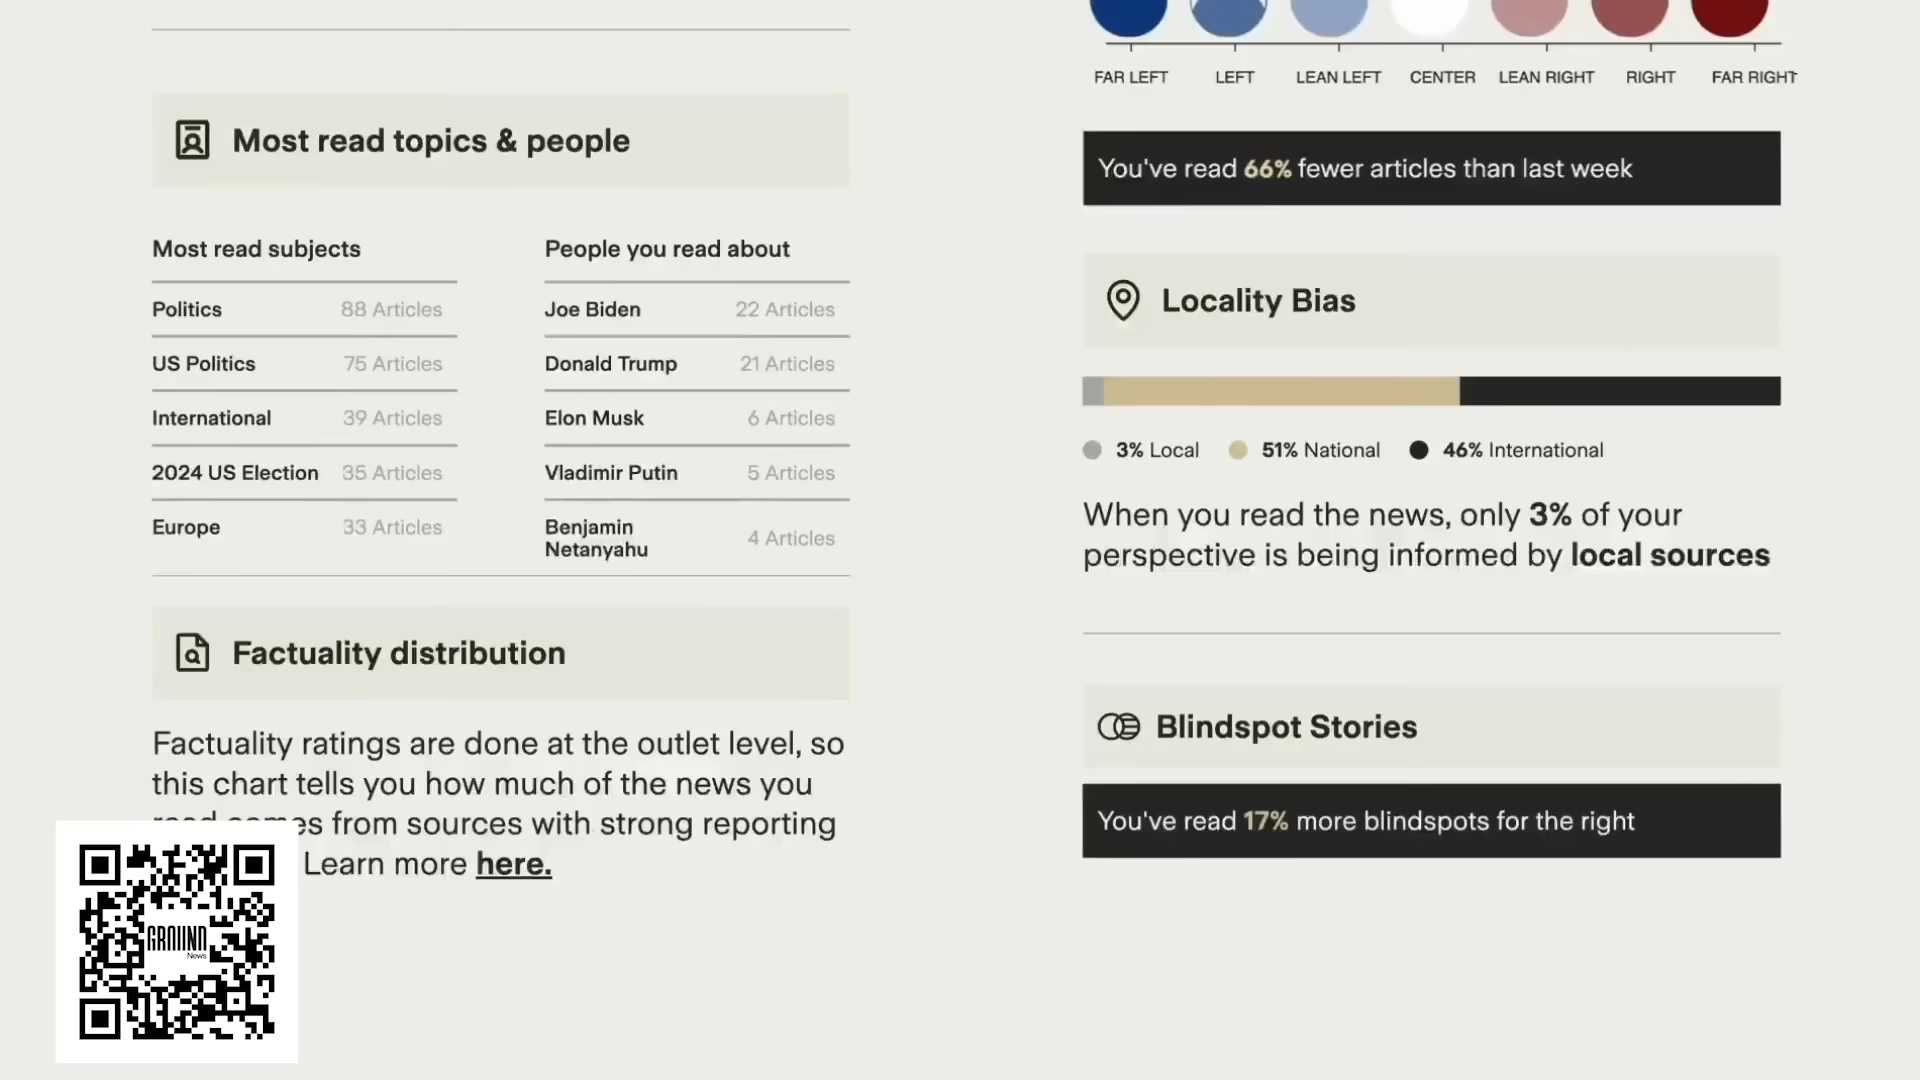 Most read topics & people
Most read subjects
Politics 88 Articles
US Politics 75 Articles
International 39 Articles
2024 US Election 35 Articles
Europe 33 Articles
People you read about
Joe Biden 22 Articles
Donald Trump 21 Articles
Elon Musk 6 Articles
Vladimir Putin 5 Articles
Benjamin
Netanyahu 4 Articles
Factuality distribution
Factuality ratings are done at the outlet level, so
this chart tells you how much of the news you
from sources with strong reporting
Learn more here.
GROUND
News
FAR LEFT LEFT LEAN LEFT CENTER LEAN RIGHT RIGHT FAR RIGHT
You've read 66% fewer articles than last week
Locality Bias
3% Local 51% National 46% International
When you read the news, only 3% of your
perspective is being informed by local sources
Blindspot Stories
You've read 17% more blindspots for the right